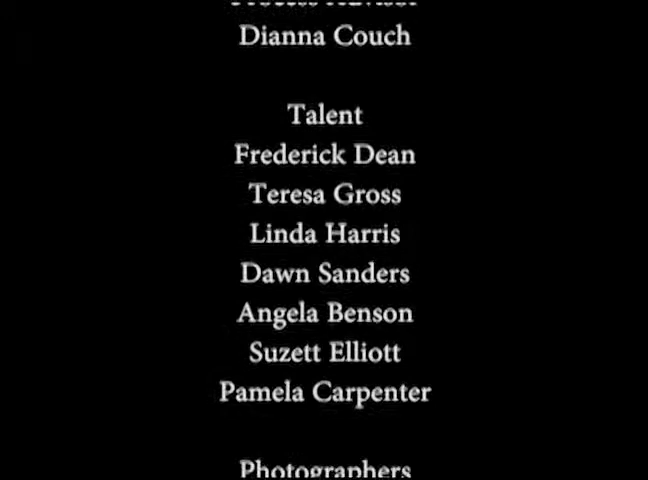 Dianna Couch
Talent
Frederick Dean
Teresa Gross
Linda Harris
Dawn Sanders
Angela Benson
Suzett Elliott
Pamela Carpenter
Photographers